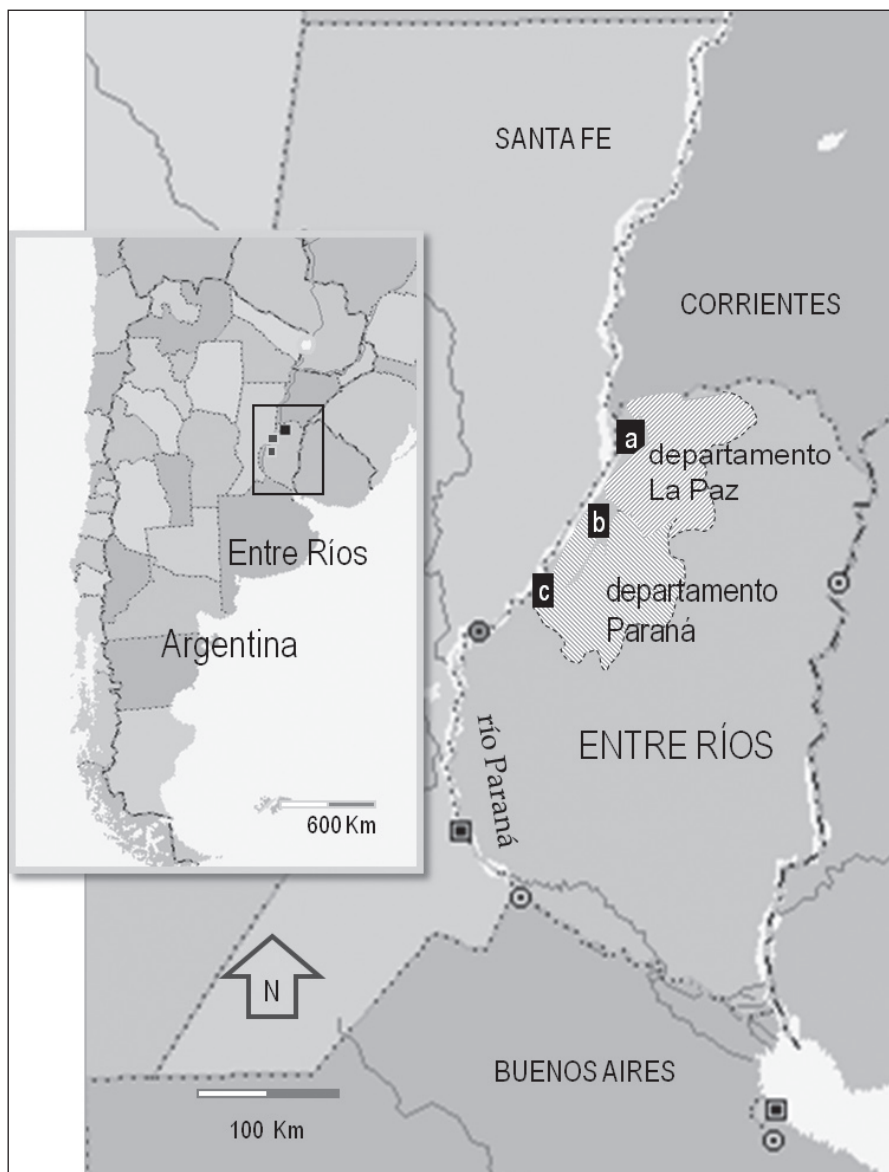 SANTA FE
CORRIENTES
a
departamento
La Paz
b
c
departamento
Paraná
Entre Ríos
Argentina
600 Km
río Paraná
ENTRE RÍOS
N
100 Km
BUENOS AIRES